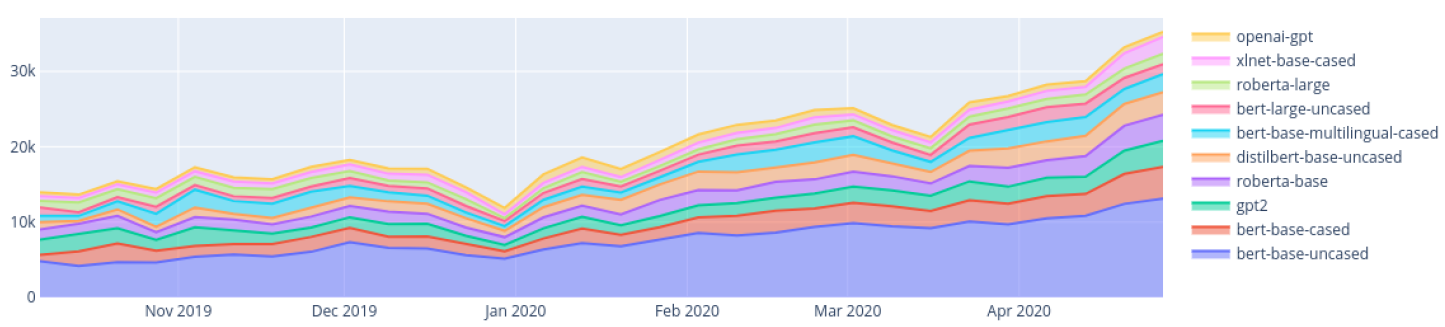 30k
20k
10k
0
Nov 2019
Dec 2019
Jan 2020
Feb 2020
Mar 2020
Apr 2020
openai-gpt
xlnet-base-cased
roberta-large
bert-large-uncased
bert-base-multilingual-cased
distilbert-base-uncased
roberta-base
gpt2
bert-base-cased
bert-base-uncased